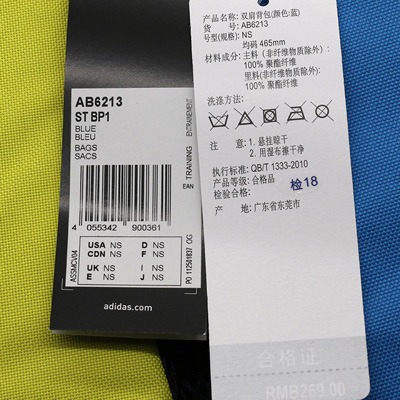 AB6213
ST BP1
BLUE
BLEU
BAGS
SACS
TRAINING
ENTRAINEMENT
EAN
4 055342 900361
USA NS D NS
CDN NS F NS
UK NS I NS
E NS J NS
ASSMCV04
PO 112501837 OG
adidas.com
产品名称: 双肩背包(颜色:蓝)
货 号: AB6213
号型(规格): NS
均码 465mm
材料成分: 主料 (非纤维物质除外):
100% 聚酯纤维
里料(非纤维物质除外):
100% 聚酯纤维
洗涤方法:
注 意: 1. 悬挂晾干
2. 用湿布擦干净
执行标准: QB/T 1333-2010
产品等级: 合格品
检验合格: 检18
产 地: 广东省东莞市
合格证
RMB269.00